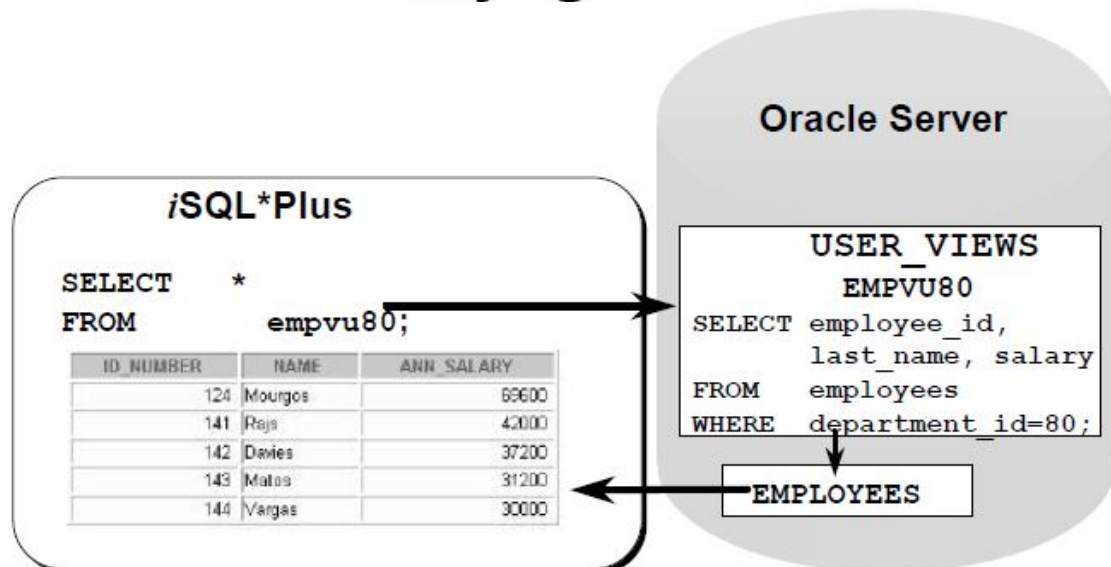 Oracle Server
iSQL*Plus
SELECT *
FROM empvu80;
ID_NUMBER NAME ANN_SALARY
124 Mourgos 69600
141 Rajs 42000
142 Davies 37200
143 Matos 31200
144 Vargas 30000
USER_VIEWS
EMPVU80
SELECT employee_id,
last_name, salary
FROM employees
WHERE department_id=80;
EMPLOYEES